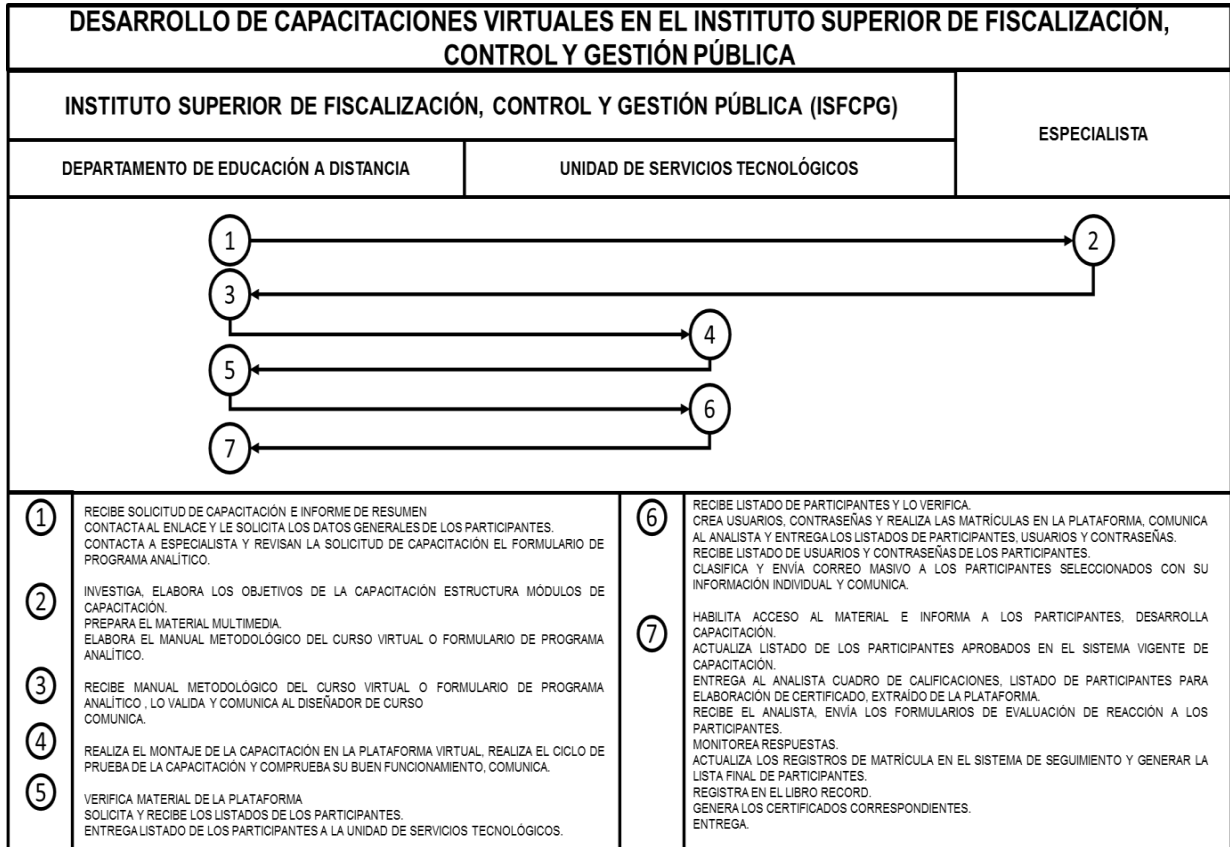 DESARROLLO DE CAPACITACIONES VIRTUALES EN EL INSTITUTO SUPERIOR DE FISCALIZACIÓN,
CONTROL Y GESTIÓN PÚBLICA
INSTITUTO SUPERIOR DE FISCALIZACIÓN, CONTROL Y GESTIÓN PÚBLICA (ISFCPG)
ESPECIALISTA
DEPARTAMENTO DE EDUCACIÓN A DISTANCIA
UNIDAD DE SERVICIOS TECNOLÓGICOS
1
2
3
4
5
6
7
1
RECIBE SOLICITUD DE CAPACITACIÓN E INFORME DE RESUMEN
CONTACTA AL ENLACE Y LE SOLICITA LOS DATOS GENERALES DE LOS PARTICIPANTES.
CONTACTA A ESPECIALISTA Y REVISAN LA SOLICITUD DE CAPACITACIÓN EL FORMULARIO DE
PROGRAMA ANALÍTICO.
2
INVESTIGA, ELABORA LOS OBJETIVOS DE LA CAPACITACIÓN ESTRUCTURA MÓDULOS DE
CAPACITACIÓN.
PREPARA EL MATERIAL MULTIMEDIA.
ELABORA EL MANUAL METODOLÓGICO DEL CURSO VIRTUAL O FORMULARIO DE PROGRAMA
ANALÍTICO.
3
RECIBE MANUAL METODOLÓGICO DEL CURSO VIRTUAL O FORMULARIO DE PROGRAMA
ANALÍTICO , LO VALIDA Y COMUNICA AL DISEÑADOR DE CURSO
COMUNICA.
4
REALIZA EL MONTAJE DE LA CAPACITACIÓN EN LA PLATAFORMA VIRTUAL, REALIZA EL CICLO DE
PRUEBA DE LA CAPACITACIÓN Y COMPRUEBA SU BUEN FUNCIONAMIENTO, COMUNICA.
5
VERIFICA MATERIAL DE LA PLATAFORMA
SOLICITA Y RECIBE LOS LISTADOS DE LOS PARTICIPANTES.
ENTREGA LISTADO DE LOS PARTICIPANTES A LA UNIDAD DE SERVICIOS TECNOLÓGICOS.
6
RECIBE LISTADO DE PARTICIPANTES Y LO VERIFICA.
CREA USUARIOS, CONTRASEÑAS Y REALIZA LAS MATRÍCULAS EN LA PLATAFORMA, COMUNICA
AL ANALISTA Y ENTREGA LOS LISTADOS DE PARTICIPANTES, USUARIOS Y CONTRASEÑAS.
RECIBE LISTADO DE USUARIOS Y CONTRASEÑAS DE LOS PARTICIPANTES.
CLASIFICA Y ENVÍA CORREO MASIVO A LOS PARTICIPANTES SELECCIONADOS CON SU
INFORMACIÓN INDIVIDUAL Y COMUNICA.
7
HABILITA ACCESO AL MATERIAL E INFORMA A LOS PARTICIPANTES, DESARROLLA
CAPACITACIÓN.
ACTUALIZA LISTADO DE LOS PARTICIPANTES APROBADOS EN EL SISTEMA VIGENTE DE
CAPACITACIÓN.
ENTREGA AL ANALISTA CUADRO DE CALIFICACIONES, LISTADO DE PARTICIPANTES PARA
ELABORACIÓN DE CERTIFICADO, EXTRAÍDO DE LA PLATAFORMA.
RECIBE EL ANALISTA, ENVÍA LOS FORMULARIOS DE EVALUACIÓN DE REACCIÓN A LOS
PARTICIPANTES.
MONITOREA RESPUESTAS.
ACTUALIZA LOS REGISTROS DE MATRÍCULA EN EL SISTEMA DE SEGUIMIENTO Y GENERAR LA
LISTA FINAL DE PARTICIPANTES.
REGISTRA EN EL LIBRO RECORD.
GENERA LOS CERTIFICADOS CORRESPONDIENTES.
ENTREGA.